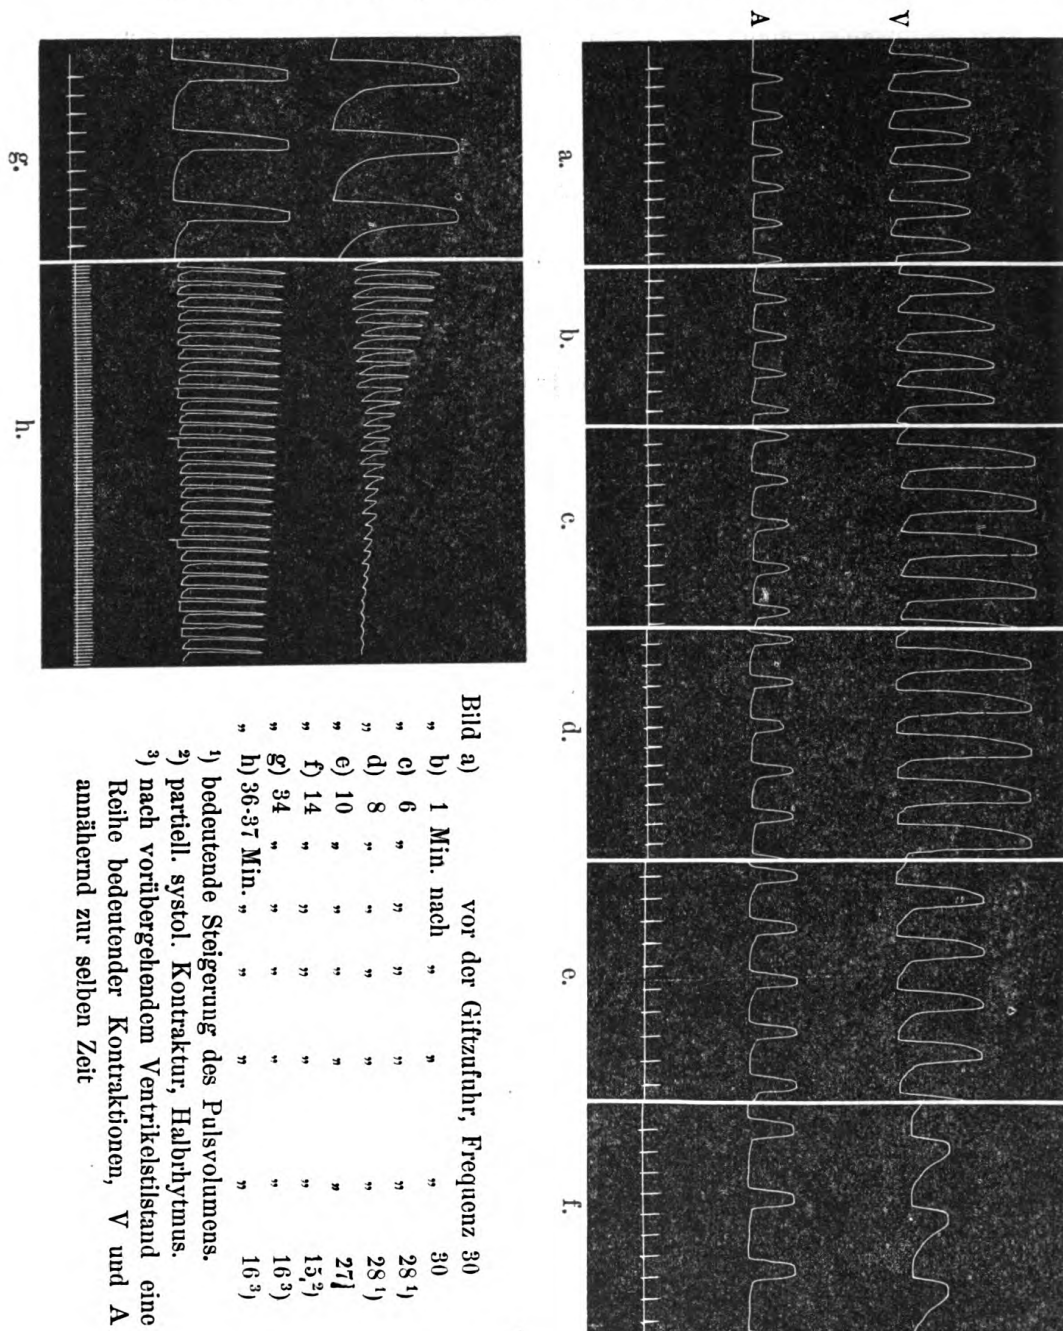 A V
a. b. c. d. e. f.
g. h.
Bild a) vor der Giftzufuhr, Frequenz 30
„ b) 1 Min. nach „ „ 30
„ c) 6 „ „ „ „ „ 28¹)
„ d) 8 „ „ „ „ „ 28¹)
„ e) 10 „ „ „ „ „ 27
„ f) 14 „ „ „ „ „ 15,²)
„ g) 34 „ „ „ „ „ 16³)
„ h) 36-37 Min. „ „ „ „ 16³)
¹) bedeutende Steigerung des Pulsvolumens.
²) partiell. systol. Kontraktur, Halbrhytmus.
³) nach vorübergehendem Ventrikelstilstand eine
Reihe bedeutender Kontraktionen, V und A
annähernd zur selben Zeit